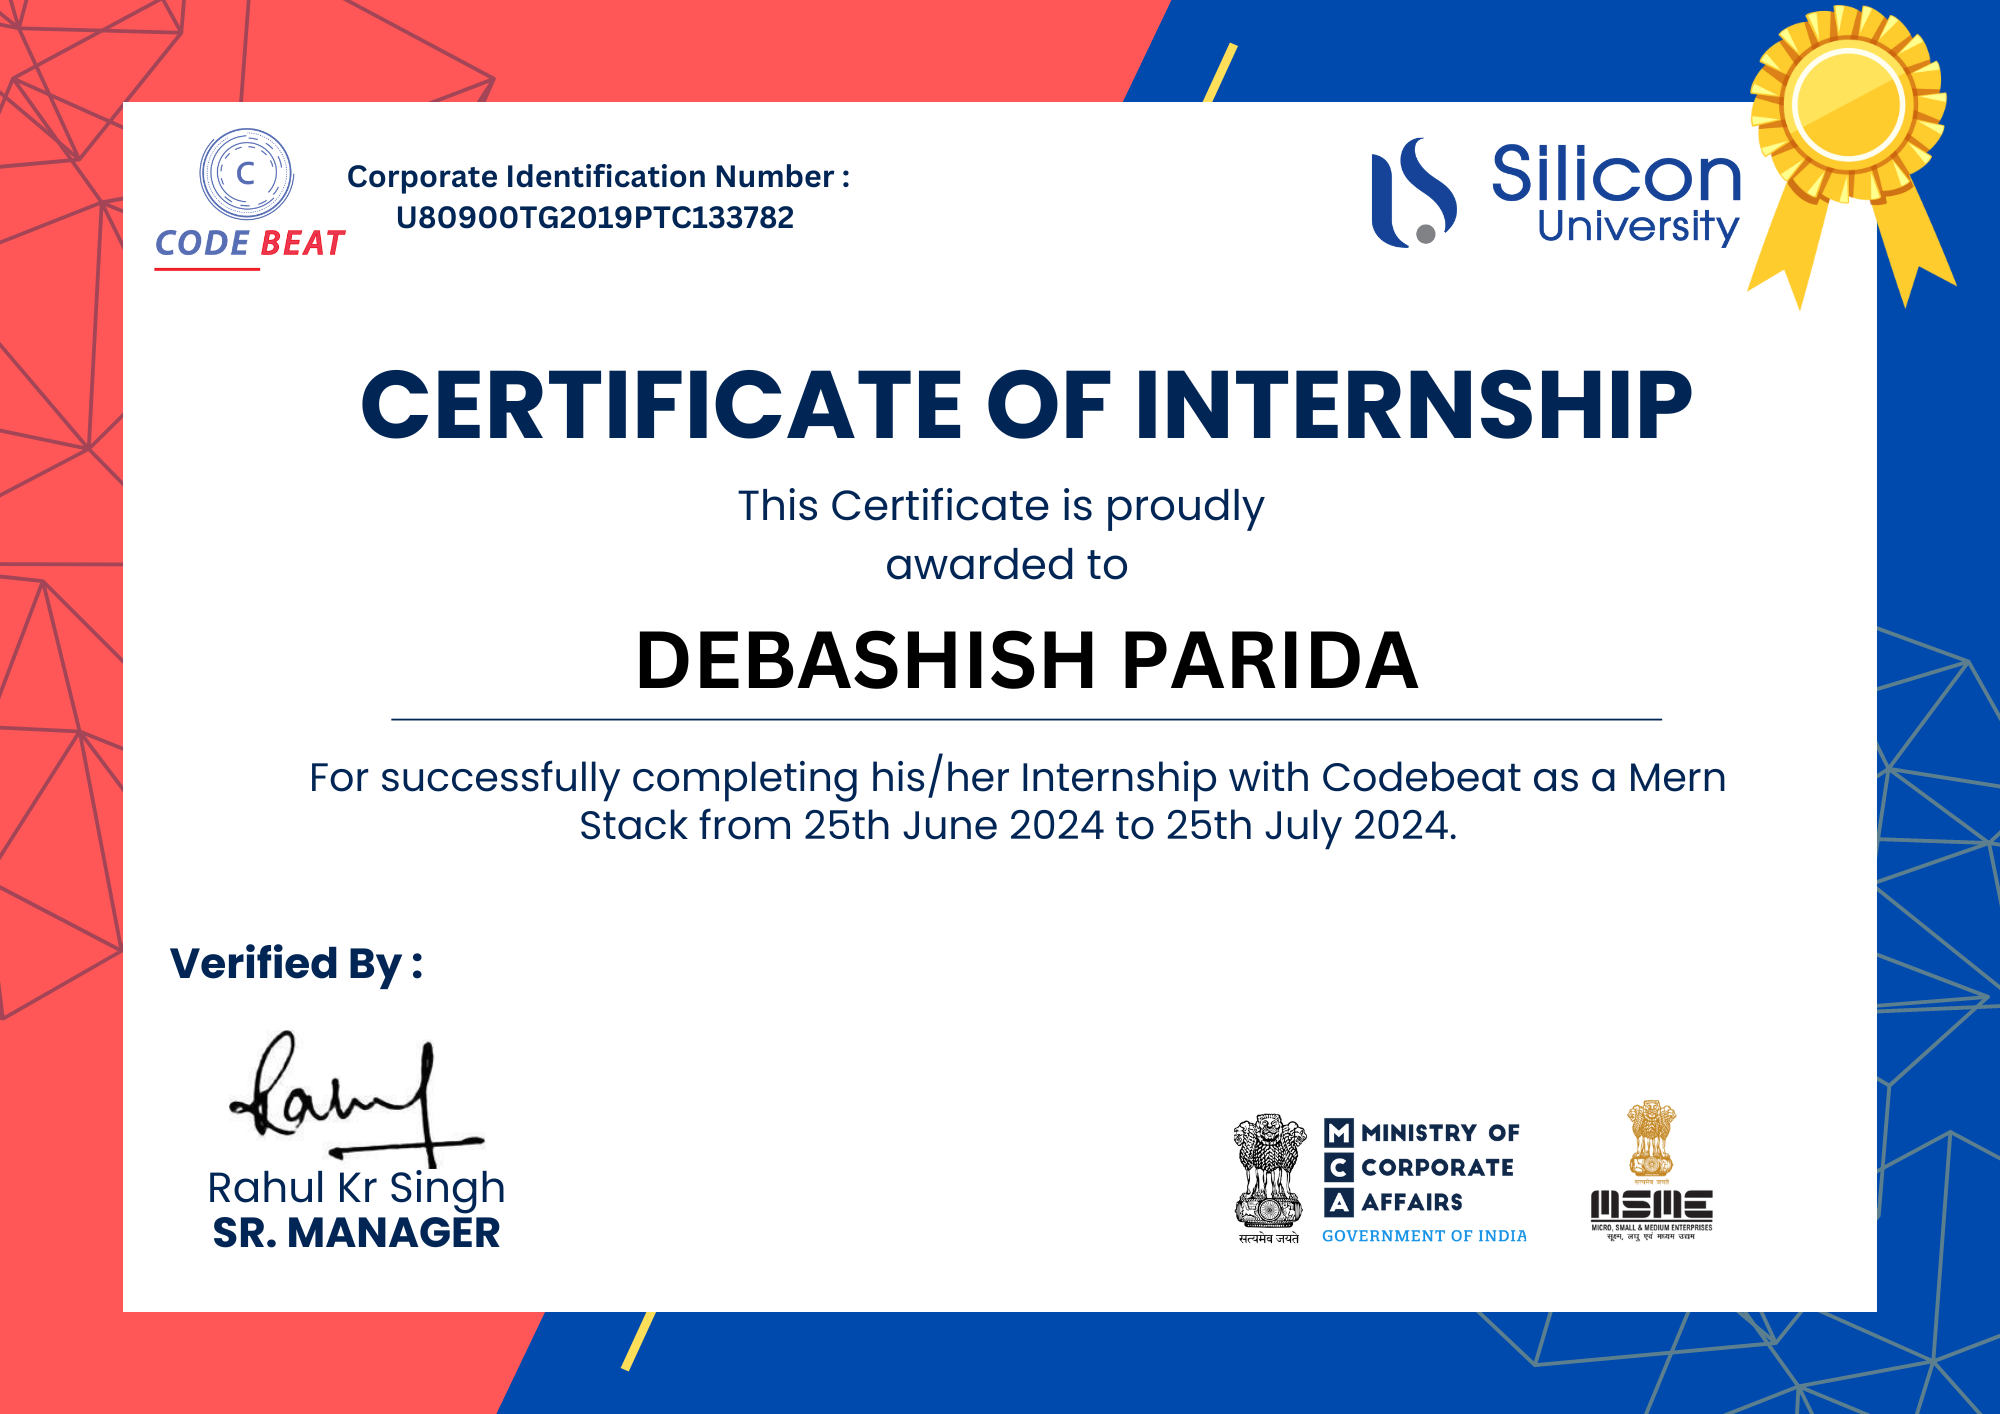 C
CODE BEAT
Corporate Identification Number :
U80900TG2019PTC133782
Silicon
University
CERTIFICATE OF INTERNSHIP
This Certificate is proudly
awarded to
DEBASHISH PARIDA
For successfully completing his/her Internship with Codebeat as a Mern
Stack from 25th June 2024 to 25th July 2024.
Verified By :
Rahul Kr Singh
SR. MANAGER
सत्यमेव जयते
M MINISTRY OF
C CORPORATE
A AFFAIRS
GOVERNMENT OF INDIA
सत्यमेव जयते
MSME
MICRO, SMALL & MEDIUM ENTERPRISES
सूक्ष्म, लघु एवं मध्यम उद्यम